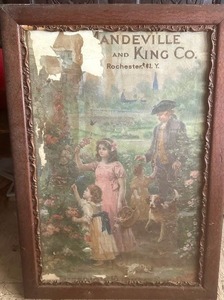 ANDEVILLE
AND KING CO.
Rochester, N.Y.